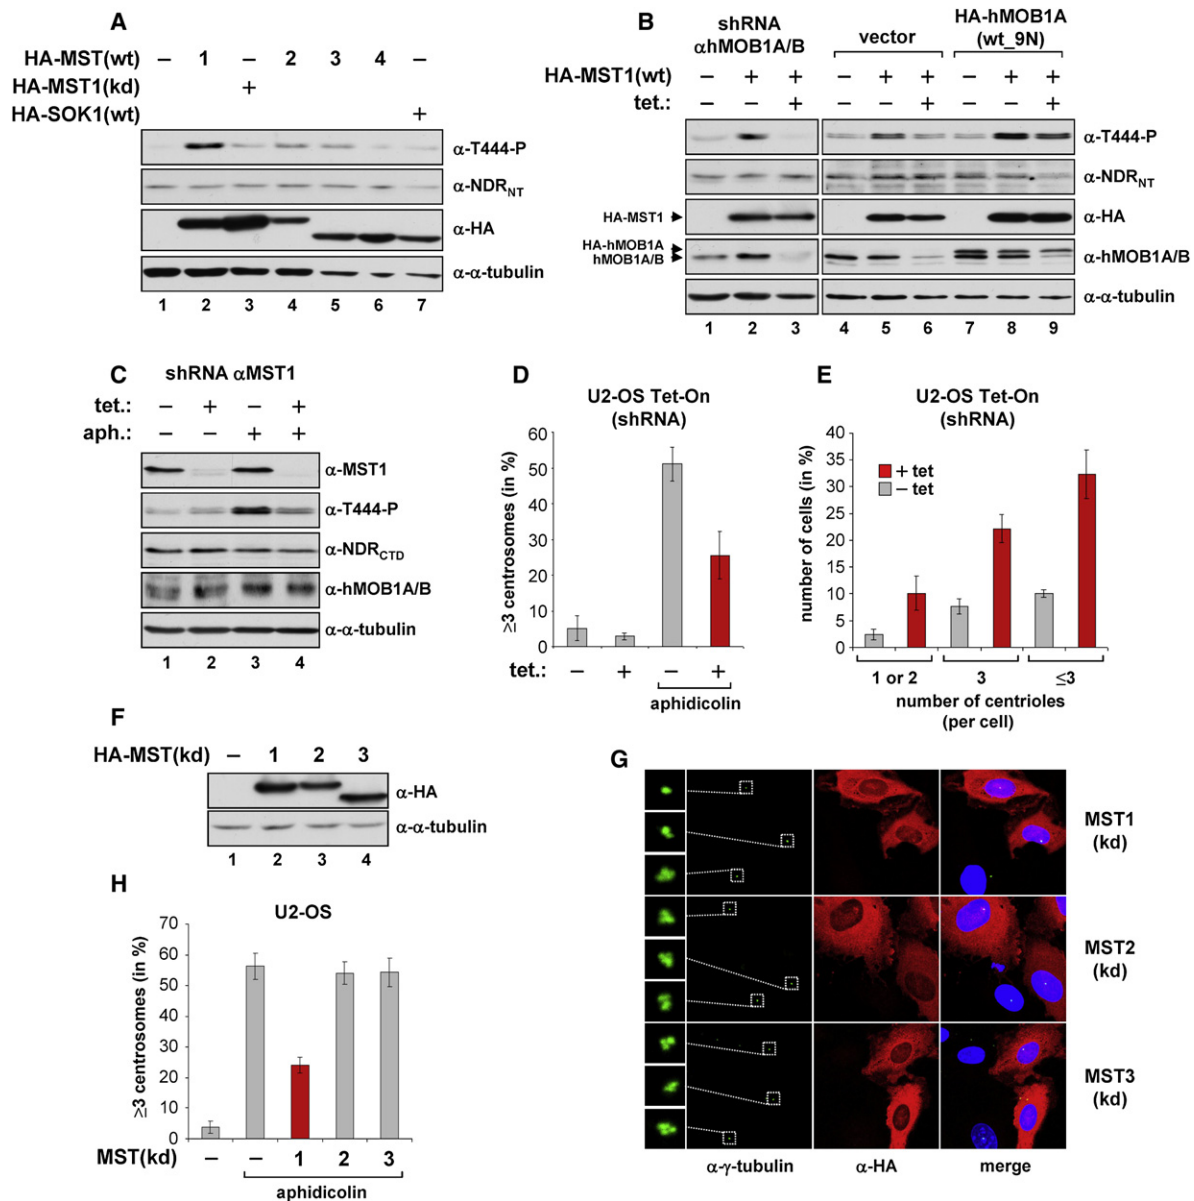 A
HA-MST(wt) – 1 – 2 3 4 –
HA-MST1(kd) +
HA-SOK1(wt) +
α-T444-P
α-NDRNT
α-HA
α-α-tubulin
1 2 3 4 5 6 7
B
shRNA
αhMOB1A/B
vector
HA-hMOB1A
(wt_9N)
HA-MST1(wt) – + + – + + – + +
tet.: – – + – – + – – +
α-T444-P
α-NDRNT
HA-MST1
α-HA
HA-hMOB1A
hMOB1A/B
α-hMOB1A/B
α-α-tubulin
1 2 3 4 5 6 7 8 9
C
shRNA αMST1
tet.: – + – +
aph.: – – + +
α-MST1
α-T444-P
α-NDRCTD
α-hMOB1A/B
α-α-tubulin
1 2 3 4
D
U2-OS Tet-On
(shRNA)
≥3 centrosomes (in %)
60
50
40
30
20
10
0
tet.: – + – +
aphidicolin
E
U2-OS Tet-On
(shRNA)
number of cells (in %)
40
35
30
25
20
15
10
5
0
+ tet
– tet
1 or 2 3 ≤3
number of centrioles
(per cell)
F
HA-MST(kd) – 1 2 3
α-HA
α-α-tubulin
1 2 3 4
G
MST1
(kd)
MST2
(kd)
MST3
(kd)
α-γ-tubulin α-HA merge
H
U2-OS
≥3 centrosomes (in %)
70
60
50
40
30
20
10
0
MST(kd) – – 1 2 3
aphidicolin